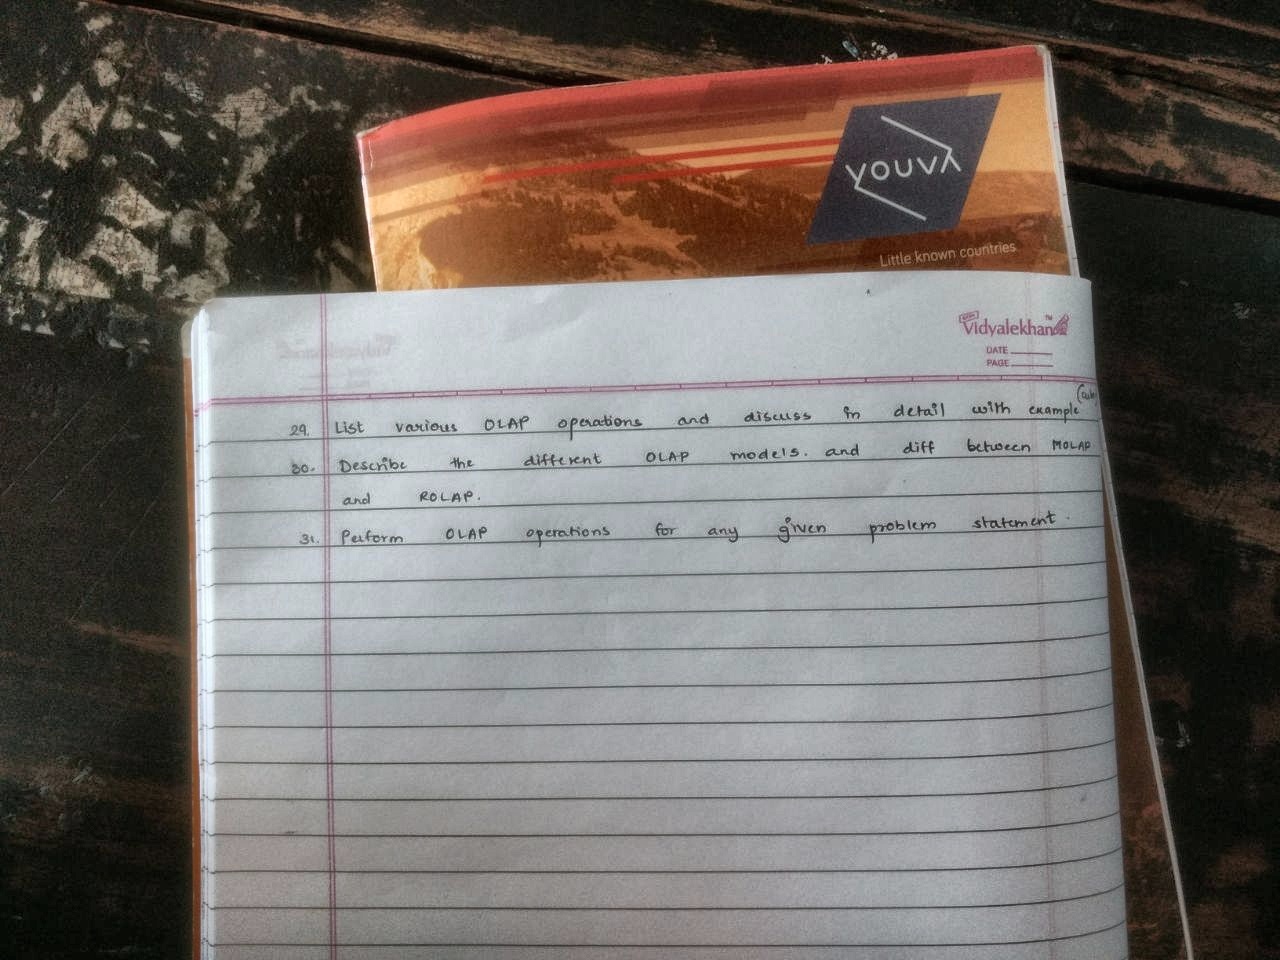 YOUVA
Little known countries
Vidyalekhan™
DATE
PAGE
29. List various OLAP operations and discuss in detail with example
30. Describe the different OLAP models. and diff between MOLAP
and ROLAP.
31. Perform OLAP operations for any given problem statement.